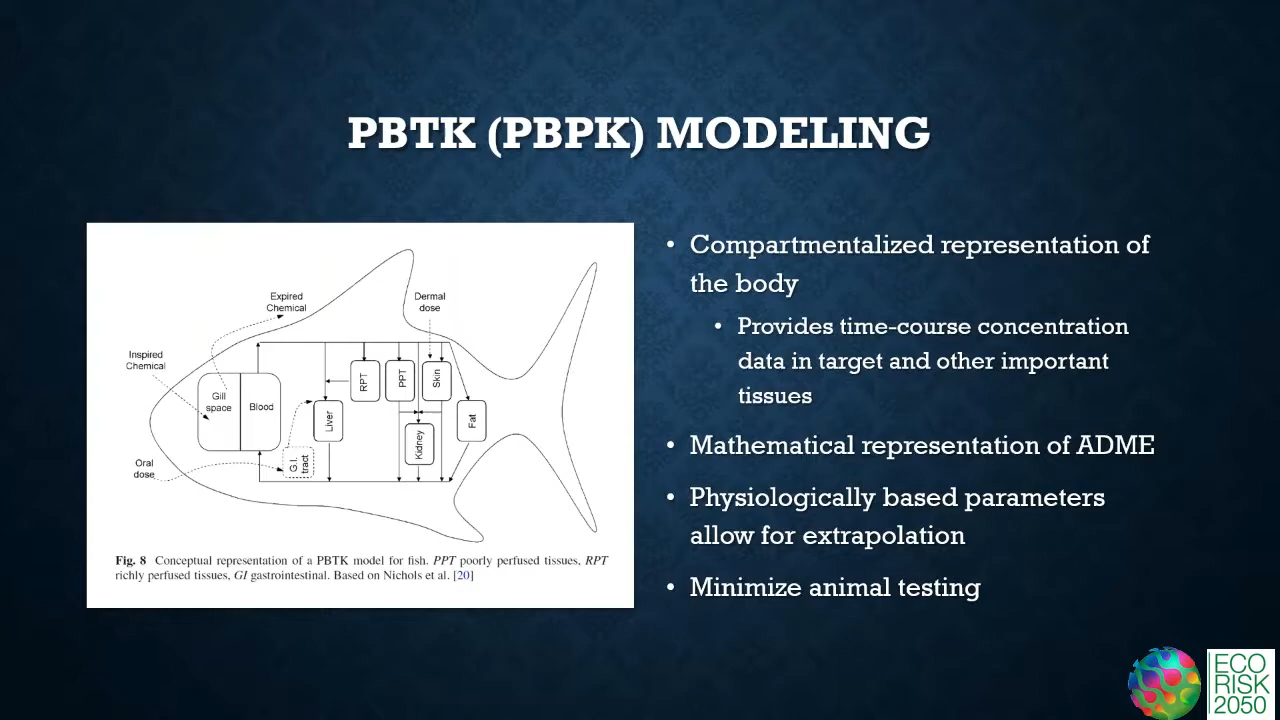 PBTK (PBPK) MODELING
Expired
Chemical
Dermal
dose
Inspired
Chemical
Gill
space
Blood
RPT
PPT
Skin
Liver
Fat
Kidney
G.I.
tract
Oral
dose
Fig. 8 Conceptual representation of a PBTK model for fish. PPT poorly perfused tissues, RPT
richly perfused tissues, GI gastrointestinal. Based on Nichols et al. [20]
• Compartmentalized representation of
the body
• Provides time-course concentration
data in target and other important
tissues
• Mathematical representation of ADME
• Physiologically based parameters
allow for extrapolation
• Minimize animal testing
ECO
RISK
2050